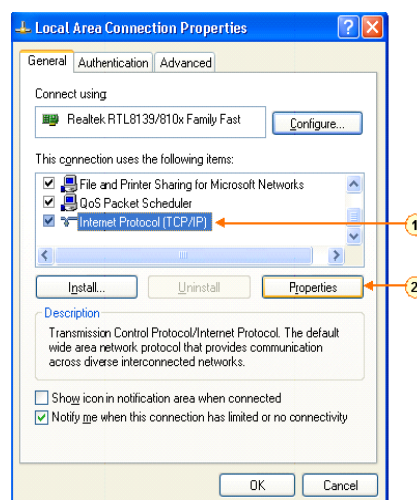 Local Area Connection Properties
General Authentication Advanced
Connect using:
Realtek RTL8139/810x Family Fast
Configure...
This connection uses the following items:
File and Printer Sharing for Microsoft Networks
QoS Packet Scheduler
Internet Protocol (TCP/IP)
1
Install... Uninstall Properties
2
Description
Transmission Control Protocol/Internet Protocol. The default
wide area network protocol that provides communication
across diverse interconnected networks.
Show icon in notification area when connected
Notify me when this connection has limited or no connectivity
OK Cancel